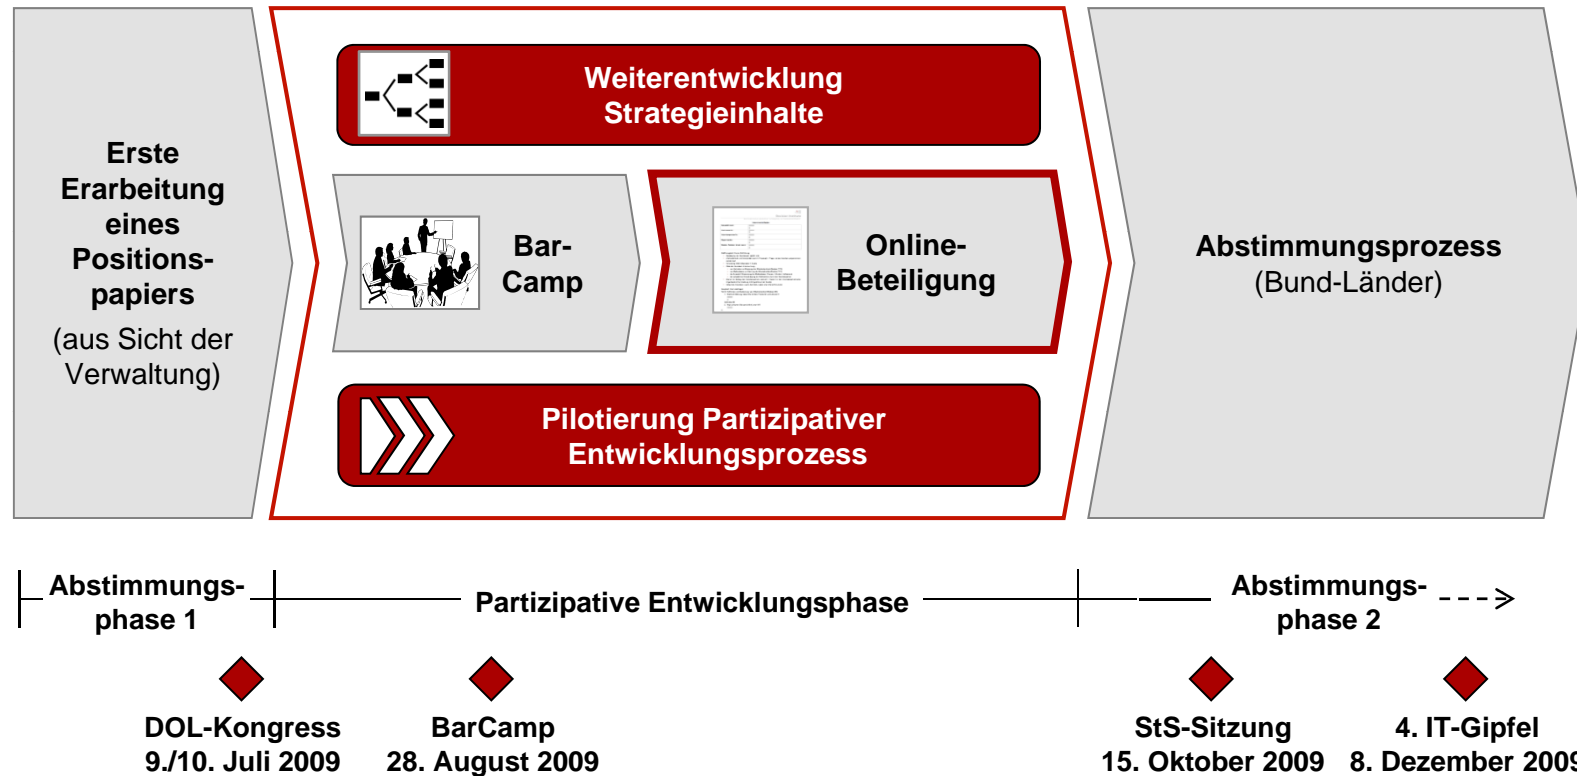 Weiterentwicklung
Strategieinhalte
Erste
Erarbeitung
eines
Positions-
papiers
(aus Sicht der
Verwaltung)
Bar-
Camp
Online-
Beteiligung
Abstimmungsprozess
(Bund-Länder)
Pilotierung Partizipativer
Entwicklungsprozess
Abstimmungs-
phase 1
Partizipative Entwicklungsphase
Abstimmungs-
phase 2
DOL-Kongress
9./10. Juli 2009
BarCamp
28. August 2009
StS-Sitzung
15. Oktober 2009
4. IT-Gipfel
8. Dezember 2009